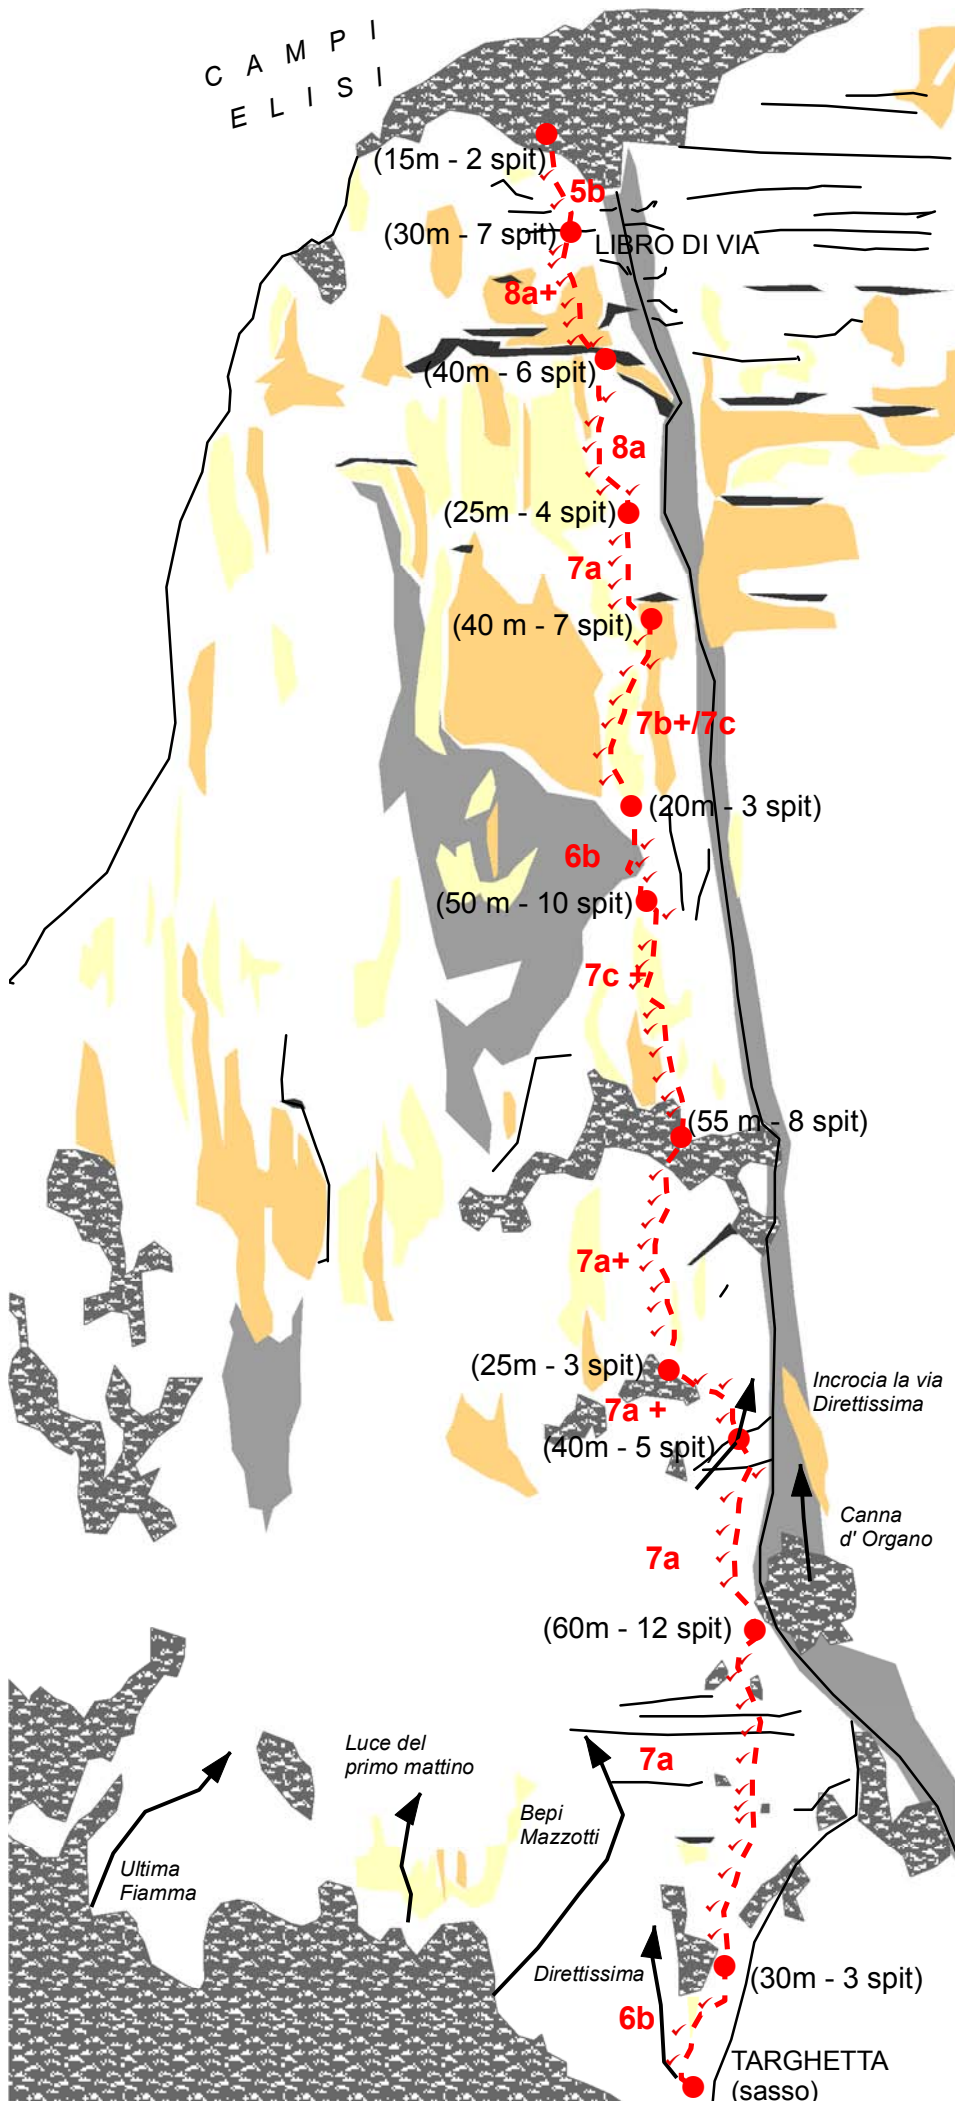 C A M P I
E L I S I
(15m - 2 spit)
5b
(30m - 7 spit)
LIBRO DI VIA
8a+
(40m - 6 spit)
8a
(25m - 4 spit)
7a
(40 m - 7 spit)
7b+/7c
(20m - 3 spit)
6b
(50 m - 10 spit)
7c +
(55 m - 8 spit)
7a+
(25m - 3 spit)
Incrocia la via
Direttissima
7a +
(40m - 5 spit)
Canna
d' Organo
7a
(60m - 12 spit)
Luce del
primo mattino
7a
Bepi
Mazzotti
Ultima
Fiamma
Direttissima
(30m - 3 spit)
6b
TARGHETTA
(sasso)